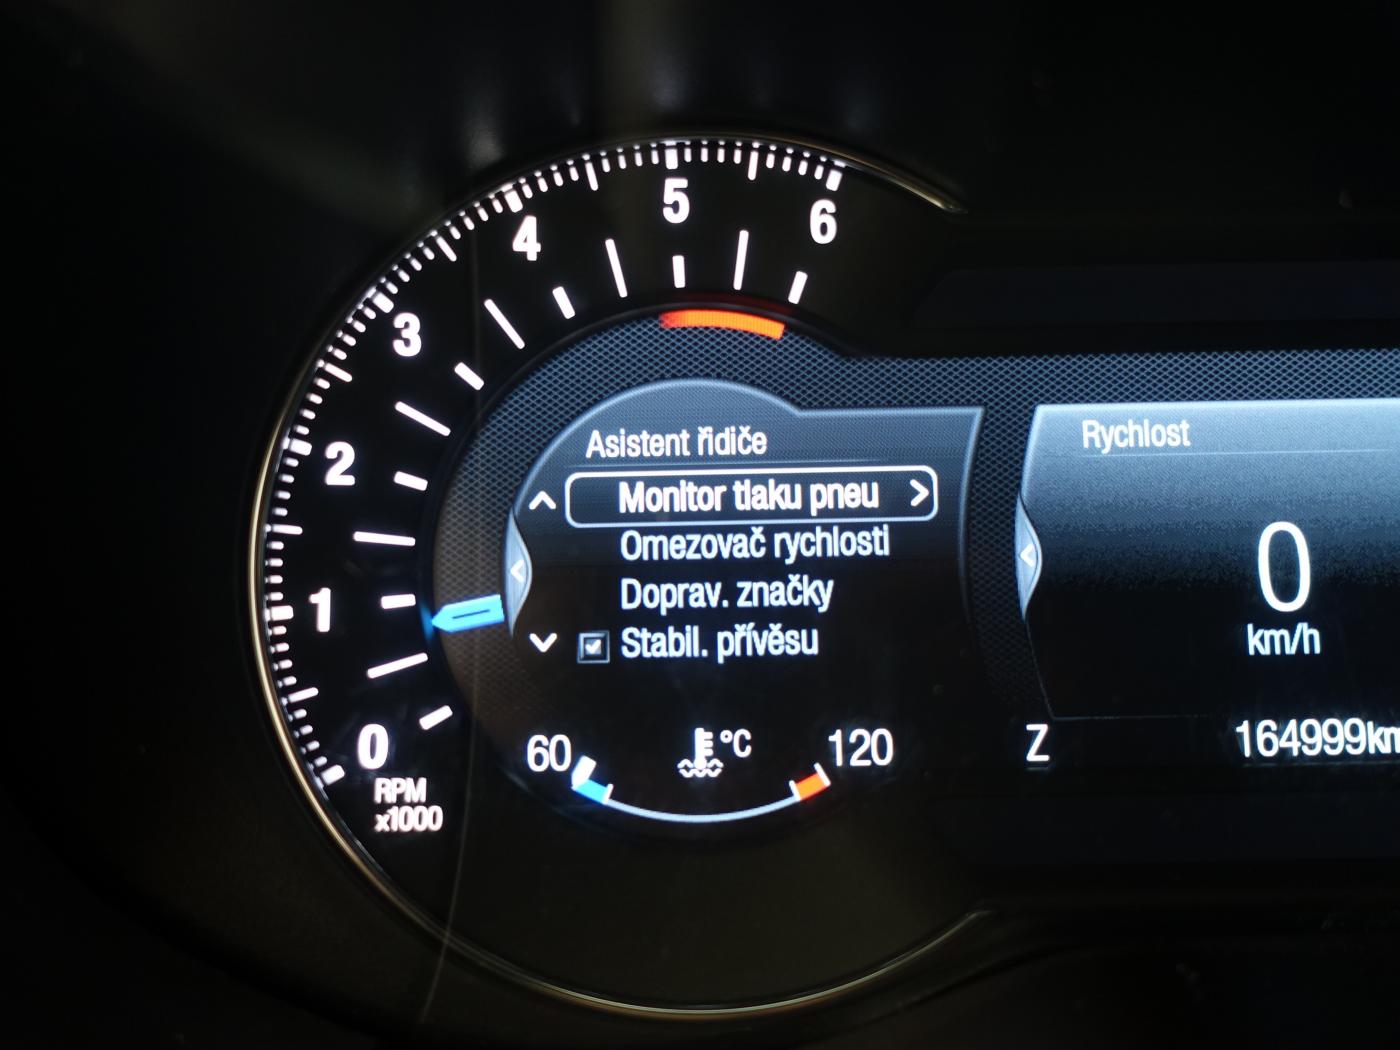 6
5
4
3
2
1
0
RPM
x1000
Asistent řidiče
Monitor tlaku pneu
Omezovač rychlosti
Doprav. značky
Stabil. přívěsu
60
°C
120
Rychlost
0
km/h
Z
164999km